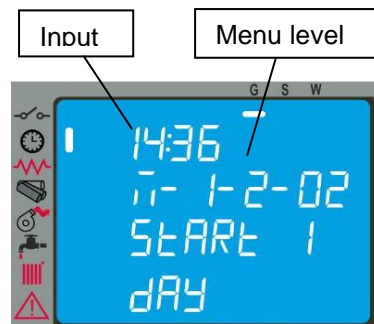 Input
Menu level
G S W
14:36
m-1-2-02
StARt 1
dAY